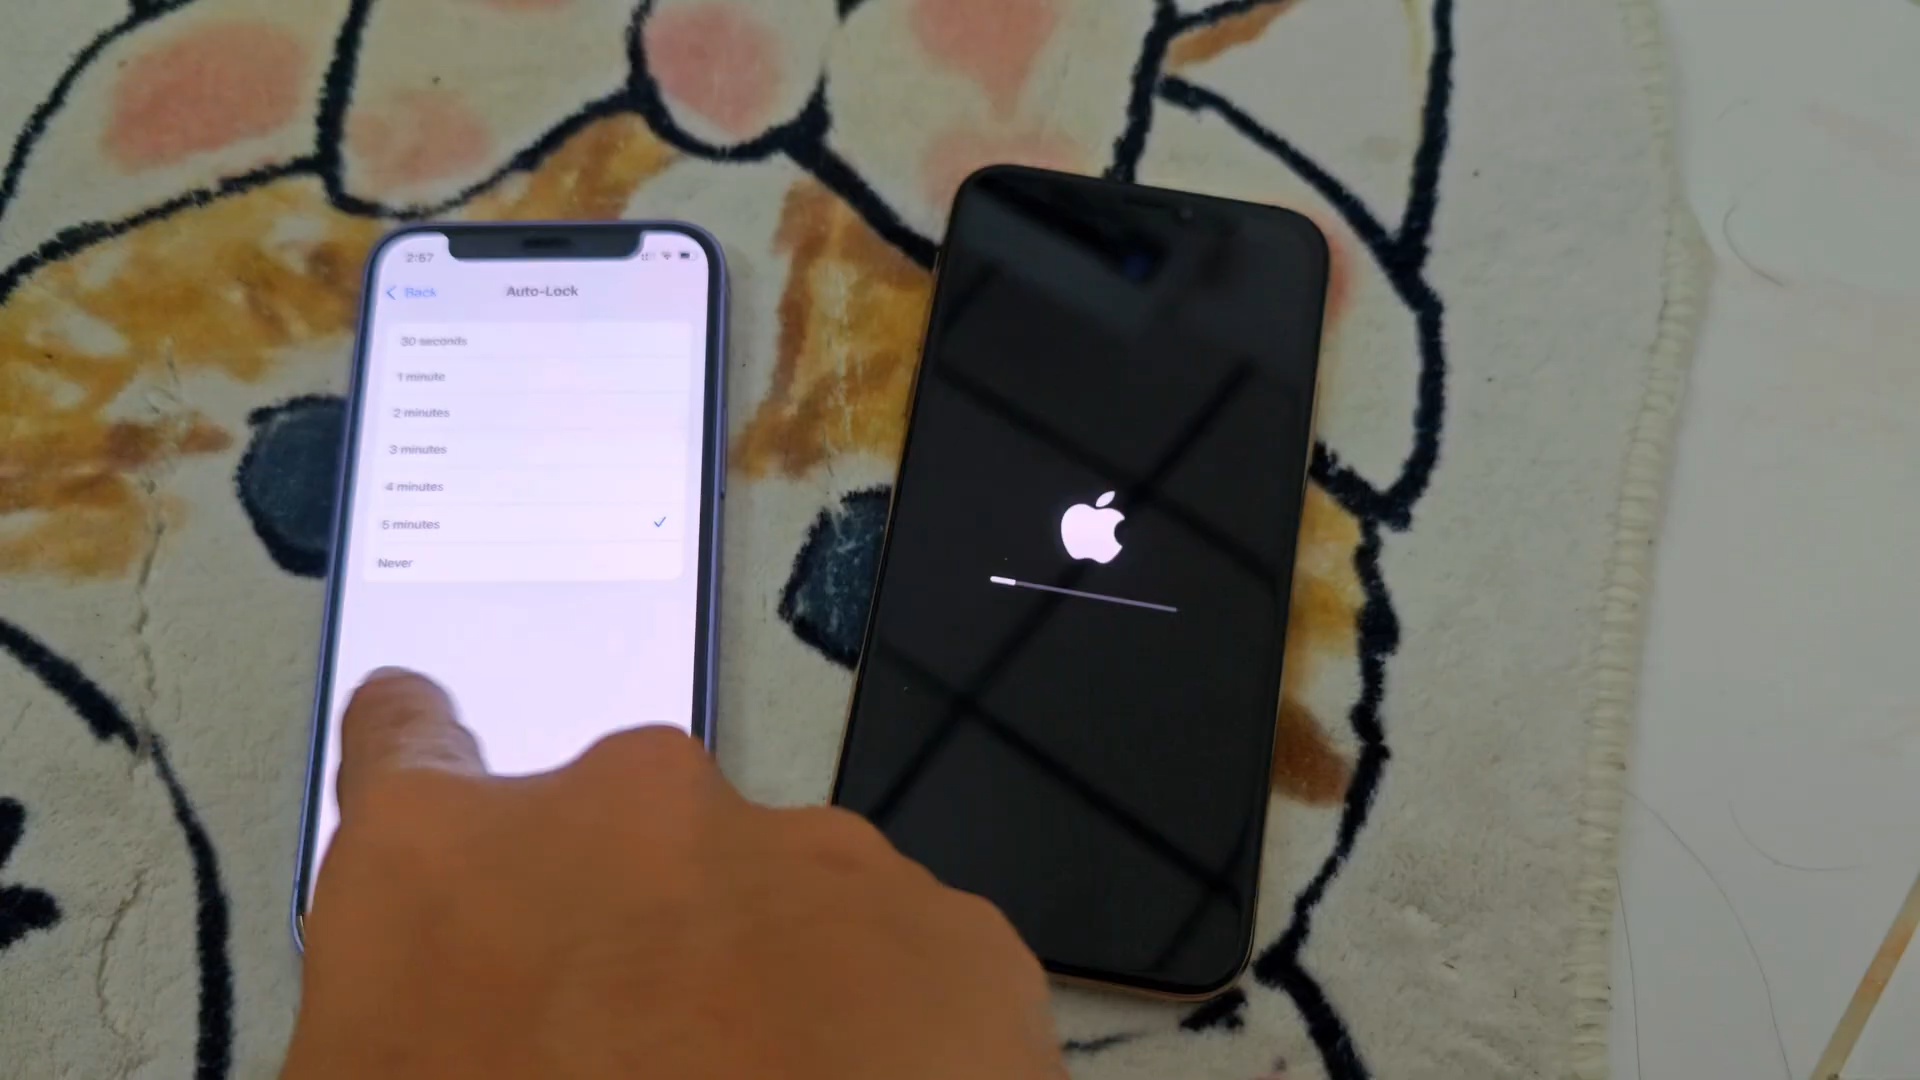 2:57
Back
Auto-Lock
30 seconds
1 minute
2 minutes
3 minutes
4 minutes
5 minutes
Never